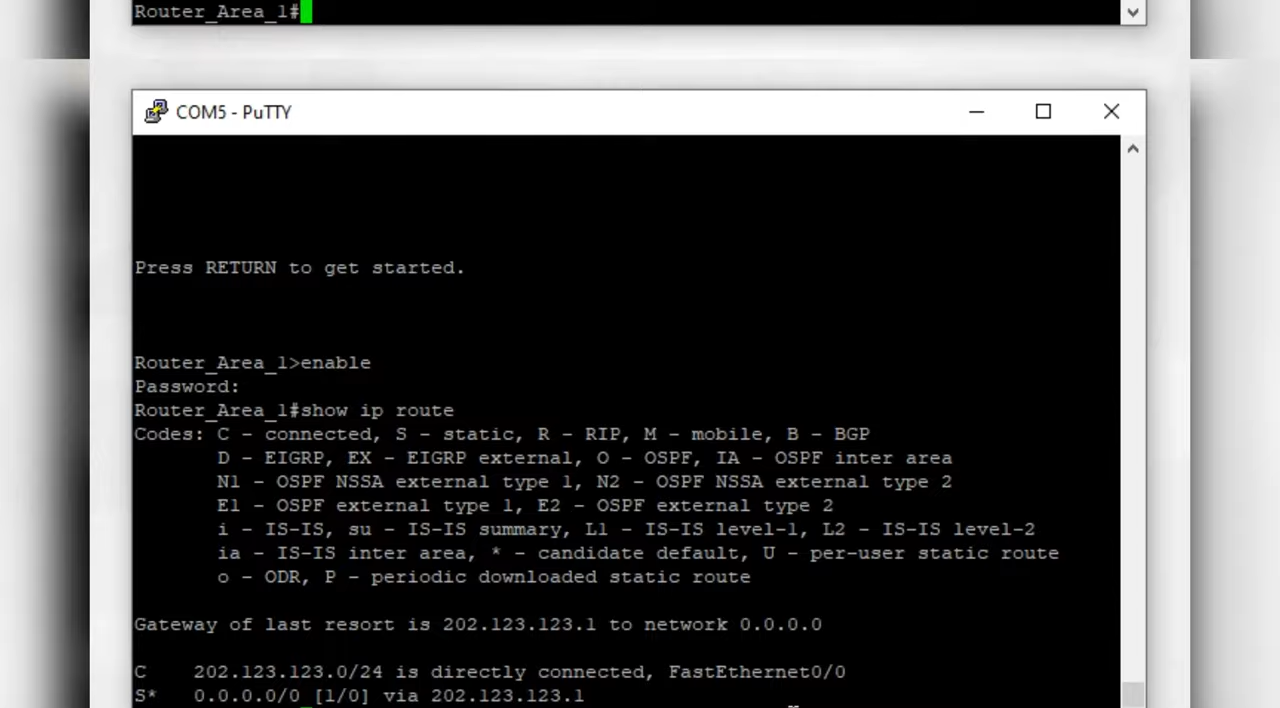 Router_Area_1#
COM5 - PuTTY
Press RETURN to get started.
Router_Area_1>enable
Password:
Router_Area_1#show ip route
Codes: C - connected, S - static, R - RIP, M - mobile, B - BGP
D - EIGRP, EX - EIGRP external, O - OSPF, IA - OSPF inter area
N1 - OSPF NSSA external type 1, N2 - OSPF NSSA external type 2
E1 - OSPF external type 1, E2 - OSPF external type 2
i - IS-IS, su - IS-IS summary, L1 - IS-IS level-1, L2 - IS-IS level-2
ia - IS-IS inter area, * - candidate default, U - per-user static route
o - ODR, P - periodic downloaded static route
Gateway of last resort is 202.123.123.1 to network 0.0.0.0
C    202.123.123.0/24 is directly connected, FastEthernet0/0
S*   0.0.0.0/0 [1/0] via 202.123.123.1